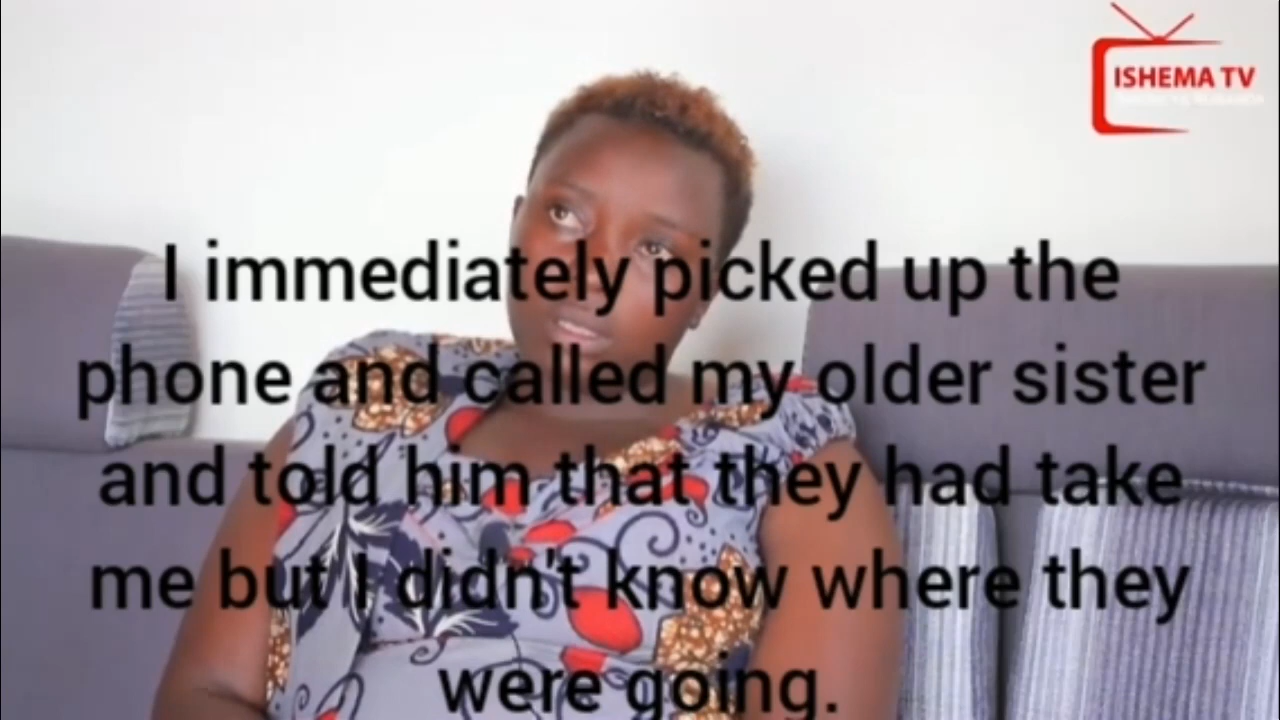 ISHEMA TV
I immediately picked up the
phone and called my older sister
and told him that they had take
me but I didn't know where they
were going.